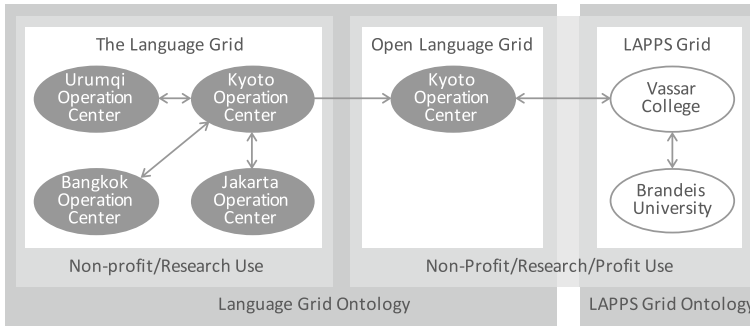 The Language Grid
Open Language Grid
LAPPS Grid
Urumqi
Operation
Center
Kyoto
Operation
Center
Kyoto
Operation
Center
Vassar
College
Bangkok
Operation
Center
Jakarta
Operation
Center
Brandeis
University
Non-profit/Research Use
Non-Profit/Research/Profit Use
Language Grid Ontology
LAPPS Grid Ontology